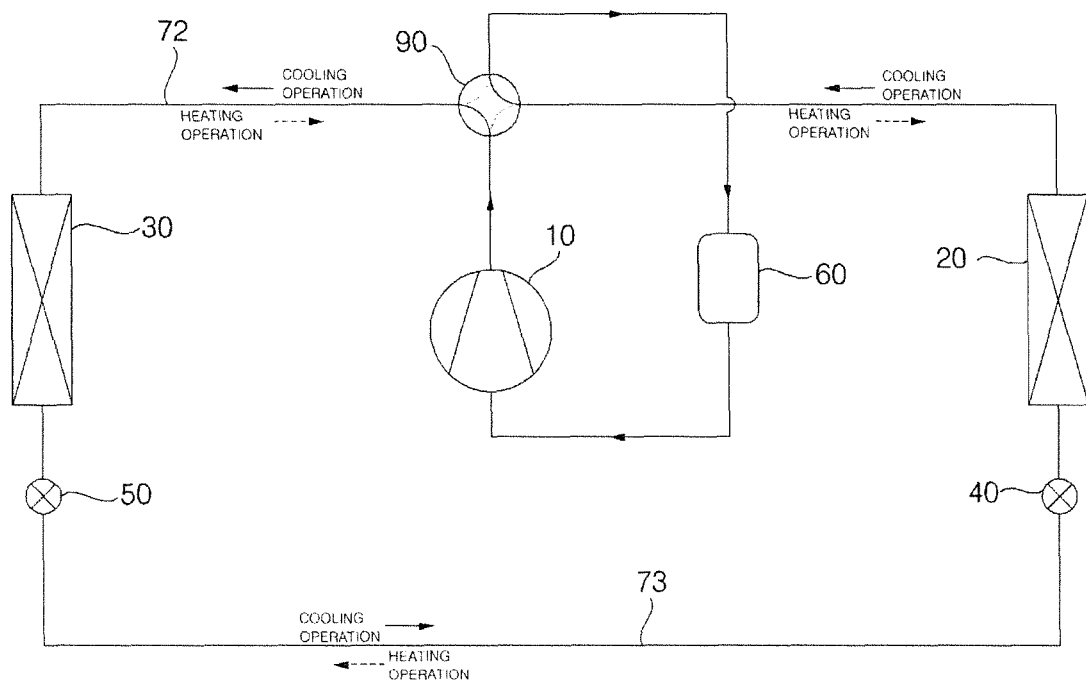 72
90
COOLING
OPERATION
COOLING
OPERATION
HEATING
OPERATION
HEATING
OPERATION
30
10
60
20
50
40
73
COOLING
OPERATION
HEATING
OPERATION